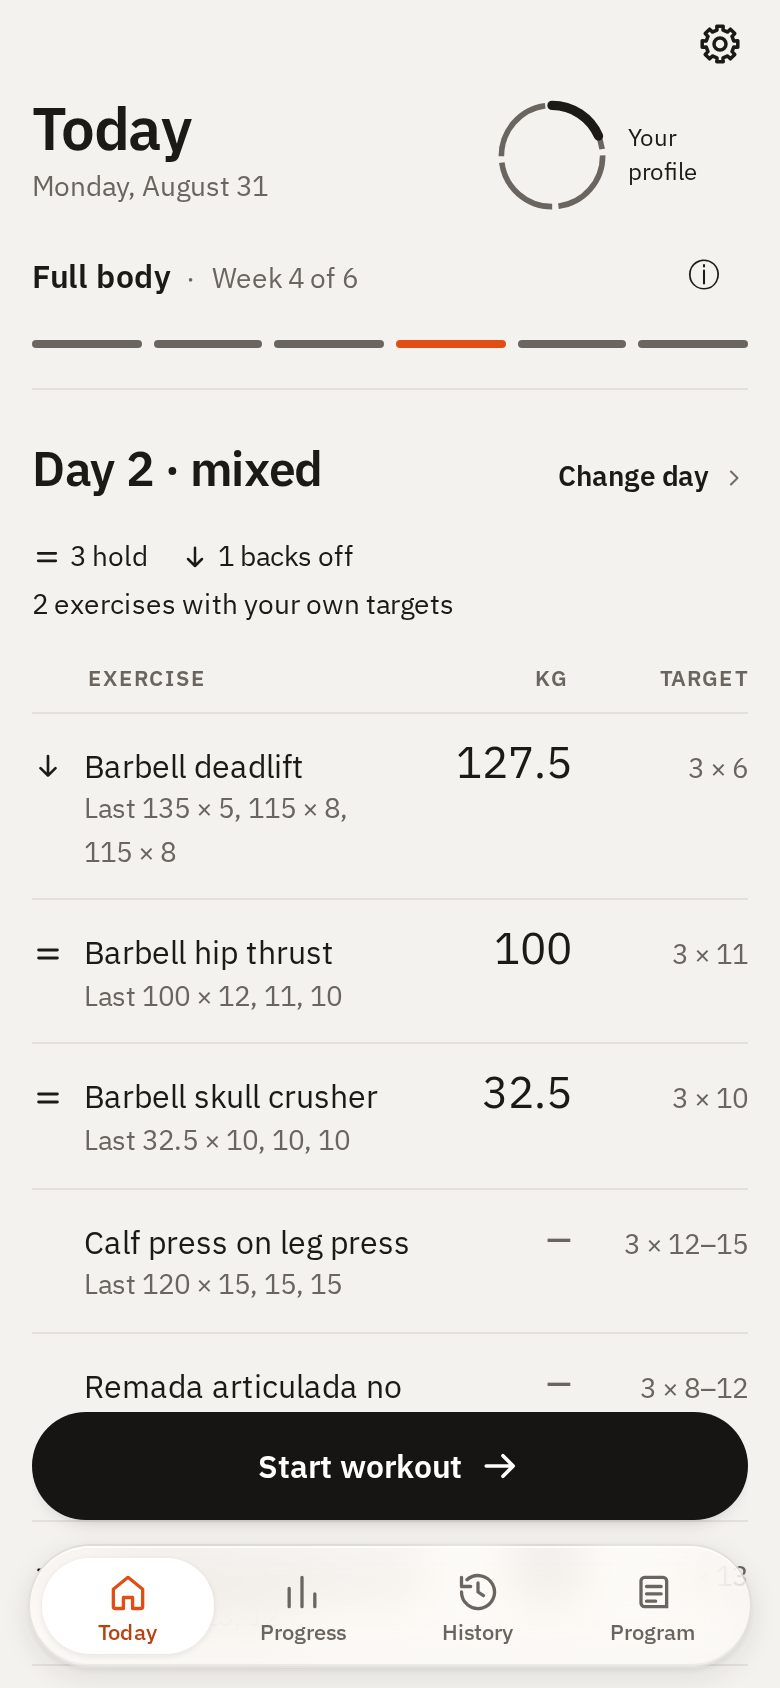 Today
Monday, August 31
Your
profile
Full body · Week 4 of 6
Day 2 · mixed
Change day
= 3 hold ↓ 1 backs off
2 exercises with your own targets
EXERCISE KG TARGET
↓ Barbell deadlift 127.5 3 × 6
Last 135 × 5, 115 × 8,
115 × 8
= Barbell hip thrust 100 3 × 11
Last 100 × 12, 11, 10
= Barbell skull crusher 32.5 3 × 10
Last 32.5 × 10, 10, 10
Calf press on leg press – 3 × 12–15
Last 120 × 15, 15, 15
Remada articulada no – 3 × 8–12
Start workout →
Today
Progress
History
Program